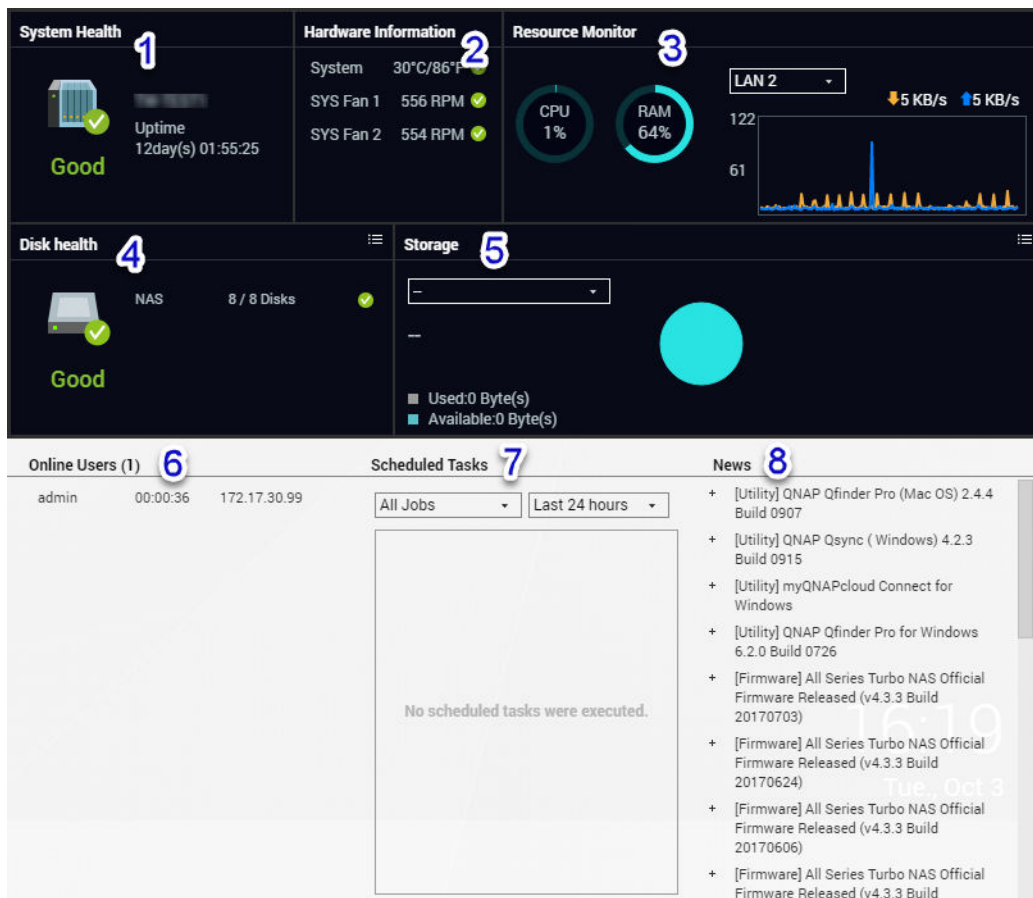 System Health
1
Uptime
12day(s) 01:55:25
Good
Hardware Information
2
System 30°C/86°F
SYS Fan 1 556 RPM
SYS Fan 2 554 RPM
Resource Monitor
3
CPU
1%
RAM
64%
LAN 2
5 KB/s 5 KB/s
122
61
Disk health
4
NAS 8 / 8 Disks
Good
Storage
5
--
--
Used:0 Byte(s)
Available:0 Byte(s)
Online Users (1)
6
admin 00:00:36 172.17.30.99
Scheduled Tasks
7
All Jobs Last 24 hours
No scheduled tasks were executed.
News
8
+ [Utility] QNAP Qfinder Pro (Mac OS) 2.4.4
Build 0907
+ [Utility] QNAP Qsync ( Windows) 4.2.3
Build 0915
+ [Utility] myQNAPcloud Connect for
Windows
+ [Utility] QNAP Qfinder Pro for Windows
6.2.0 Build 0726
+ [Firmware] All Series Turbo NAS Official
Firmware Released (v4.3.3 Build
20170703)
+ [Firmware] All Series Turbo NAS Official
Firmware Released (v4.3.3 Build
20170624)
+ [Firmware] All Series Turbo NAS Official
Firmware Released (v4.3.3 Build
20170606)
+ [Firmware] All Series Turbo NAS Official
Firmware Released (v4.3.3 Build
16:19
Tue., Oct 3